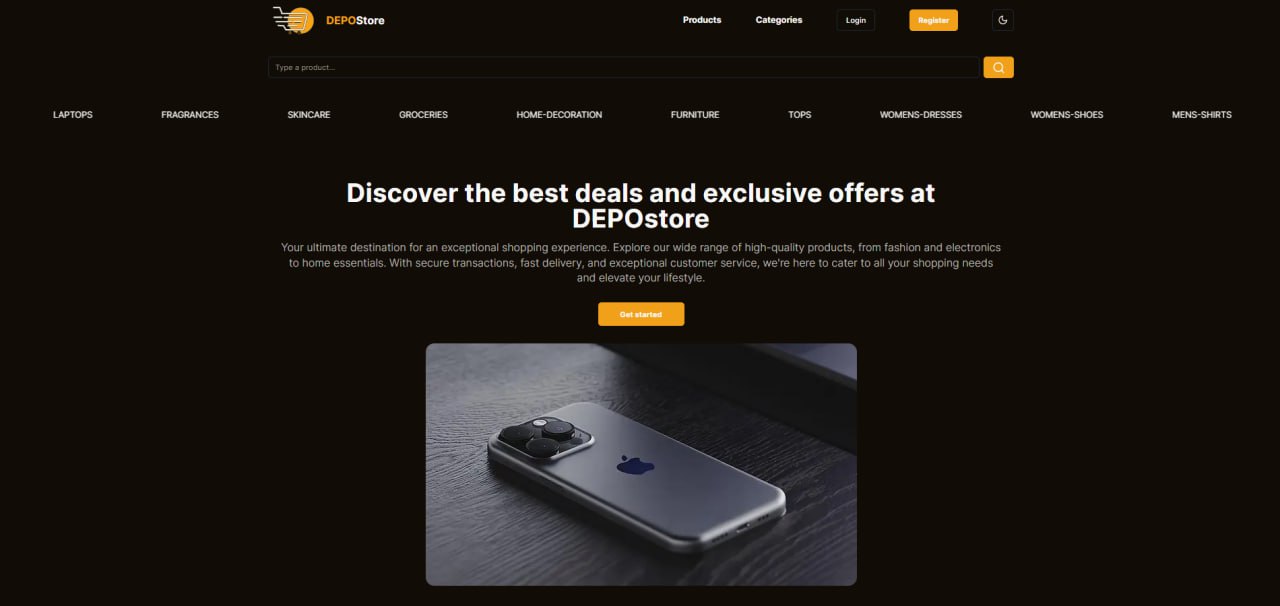 DEPOStore
Products
Categories
Login
Register
Type a product...
LAPTOPS
FRAGRANCES
SKINCARE
GROCERIES
HOME-DECORATION
FURNITURE
TOPS
WOMENS-DRESSES
WOMENS-SHOES
MENS-SHIRTS
Discover the best deals and exclusive offers at
DEPOstore
Your ultimate destination for an exceptional shopping experience. Explore our wide range of high-quality products, from fashion and electronics
to home essentials. With secure transactions, fast delivery, and exceptional customer service, we're here to cater to all your shopping needs
and elevate your lifestyle.
Get started